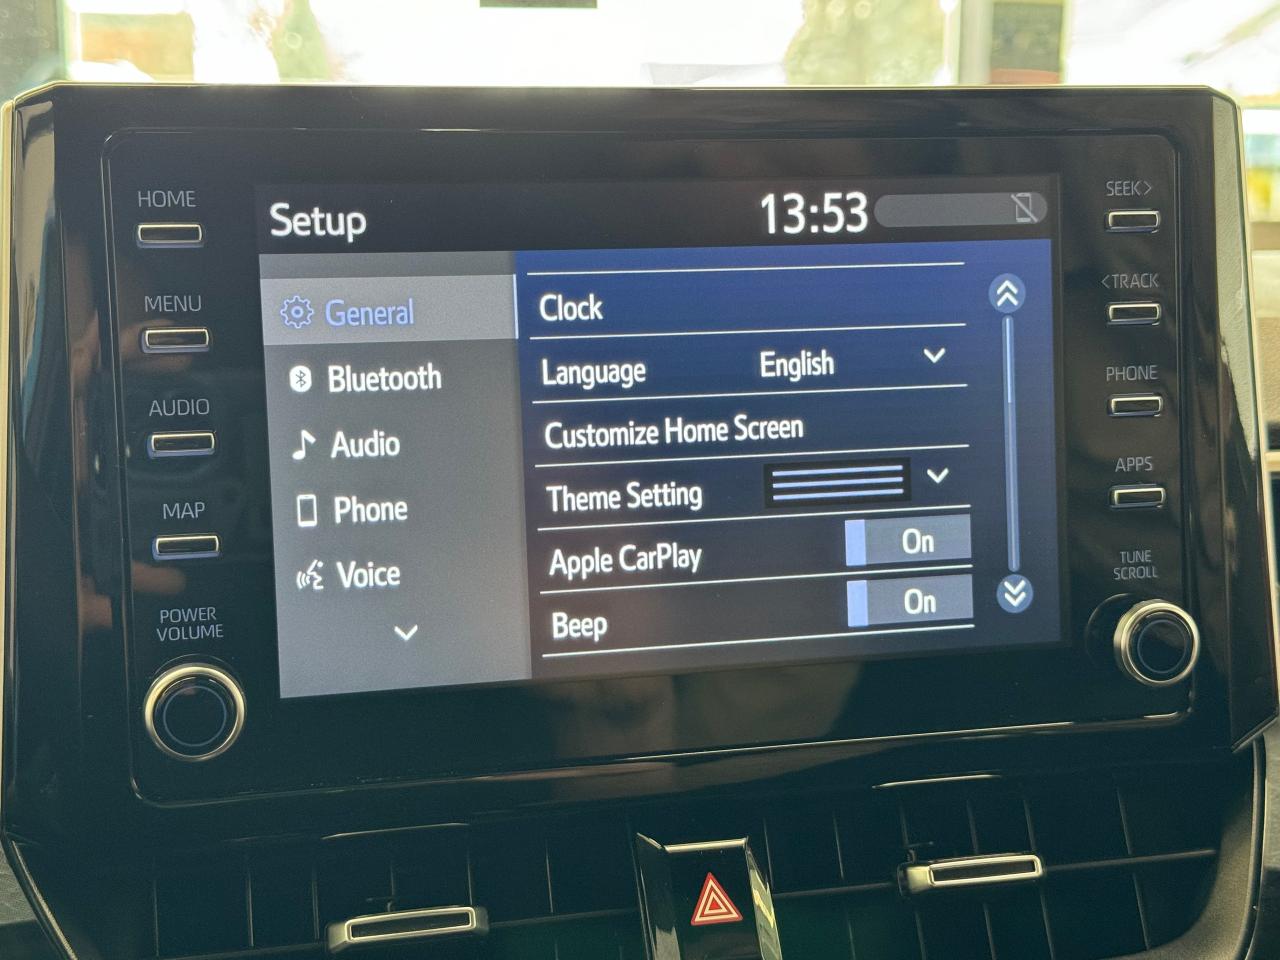 HOME
MENU
AUDIO
MAP
POWER
VOLUME
Setup 13:53
General
Bluetooth
Audio
Phone
Voice
Clock
Language English
Customize Home Screen
Theme Setting
Apple CarPlay On
Beep On
SEEK>
<TRACK
PHONE
APPS
TUNE
SCROLL